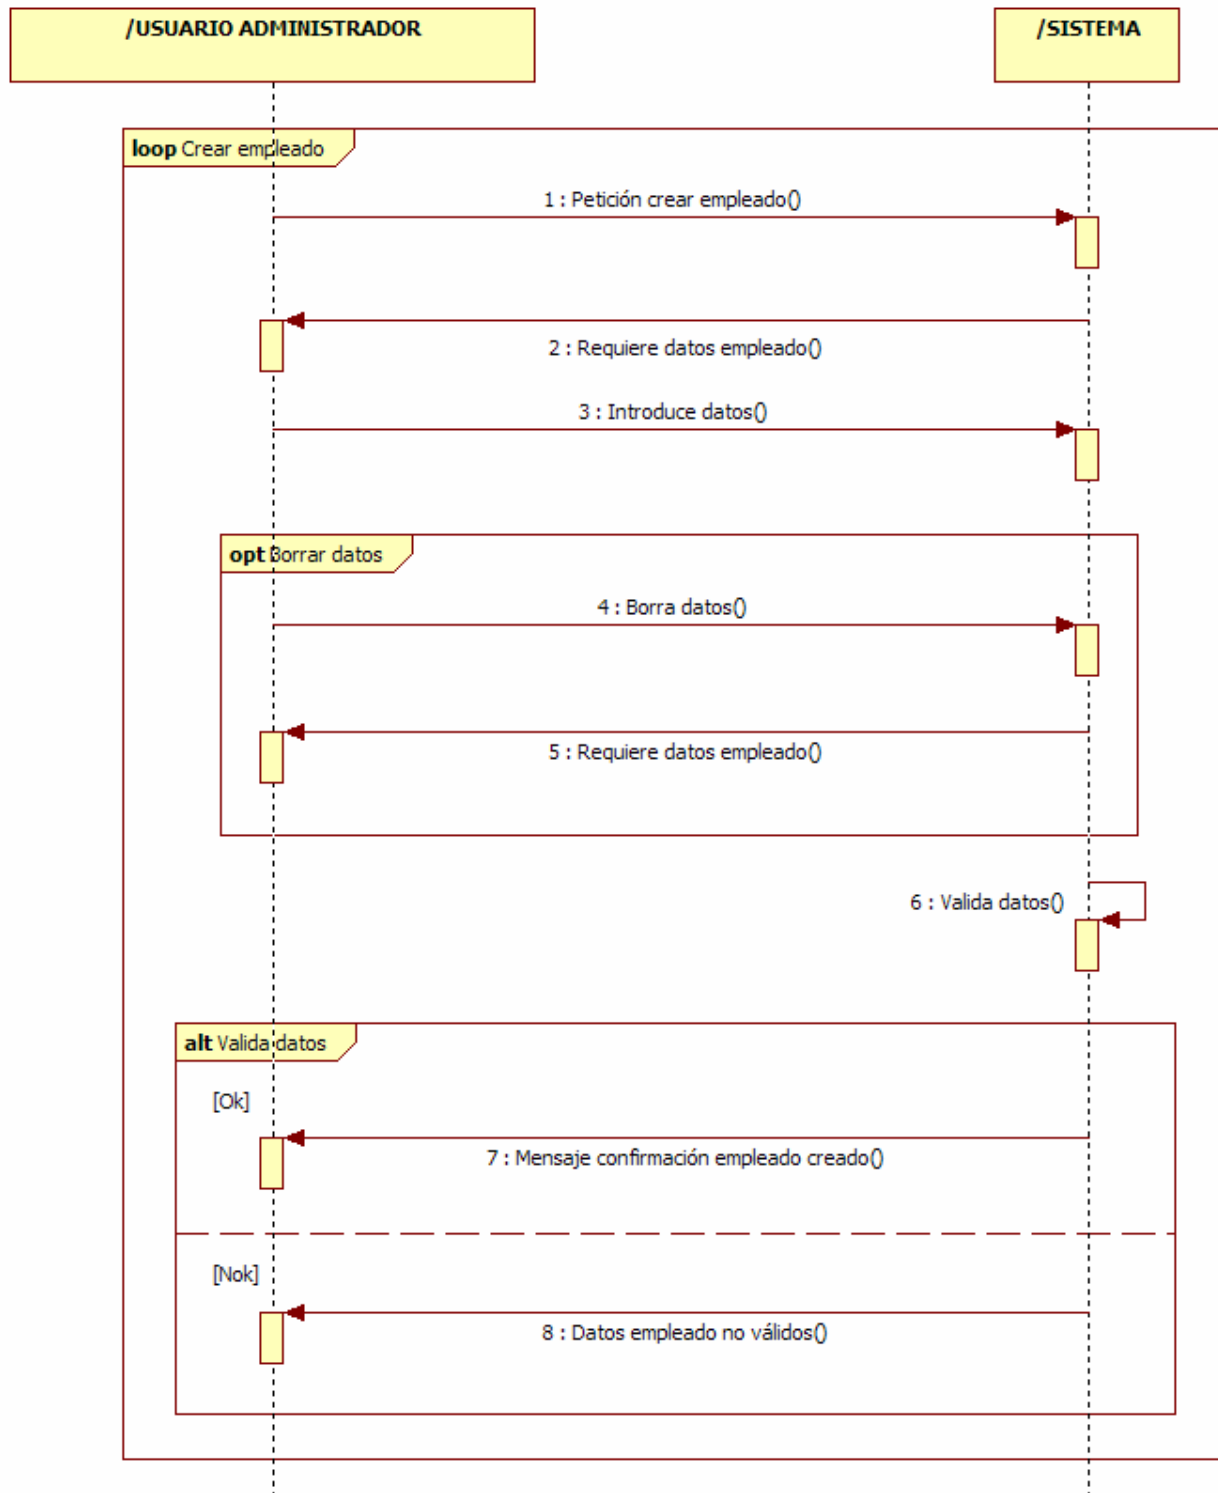 /USUARIO ADMINISTRADOR
/SISTEMA
loop Crear empleado
1 : Petición crear empleado()
2 : Requiere datos empleado()
3 : Introduce datos()
opt Borrar datos
4 : Borra datos()
5 : Requiere datos empleado()
6 : Valida datos()
alt Valida datos
[Ok]
7 : Mensaje confirmación empleado creado()
[Nok]
8 : Datos empleado no válidos()